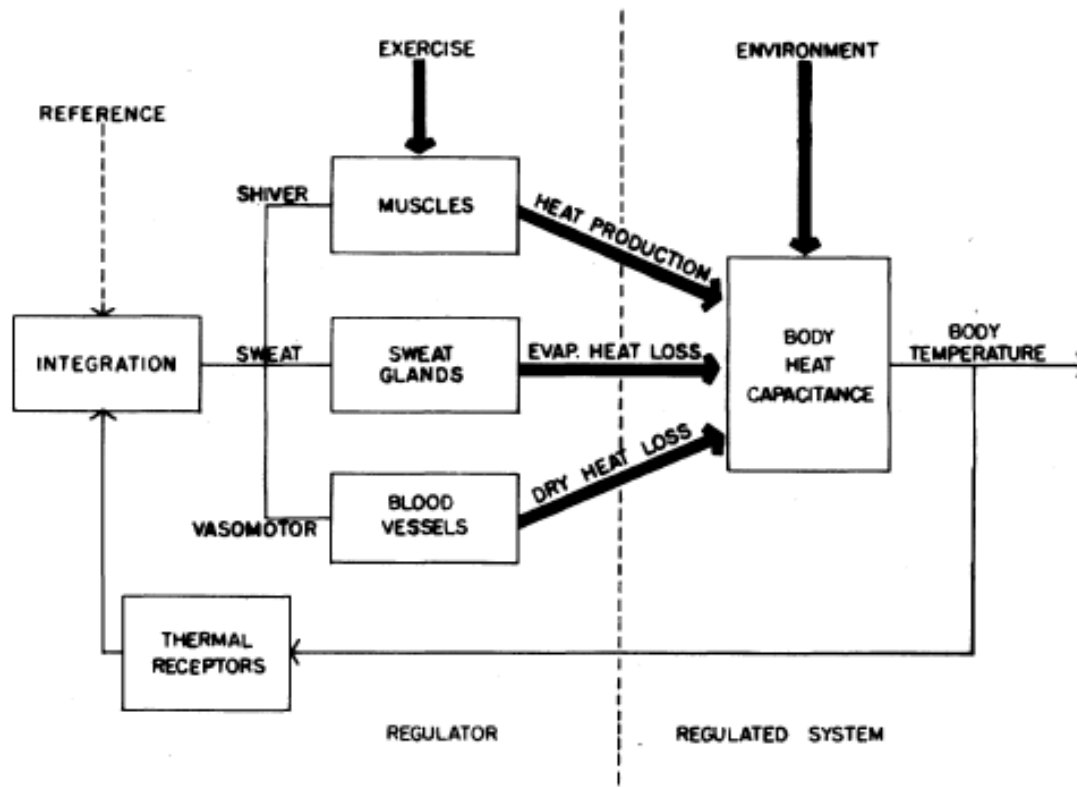 EXERCISE
ENVIRONMENT
REFERENCE
SHIVER
MUSCLES
HEAT PRODUCTION
INTEGRATION
SWEAT
SWEAT
GLANDS
EVAP. HEAT LOSS
BODY
HEAT
CAPACITANCE
BODY
TEMPERATURE
VASOMOTOR
BLOOD
VESSELS
DRY HEAT LOSS
THERMAL
RECEPTORS
REGULATOR
REGULATED SYSTEM